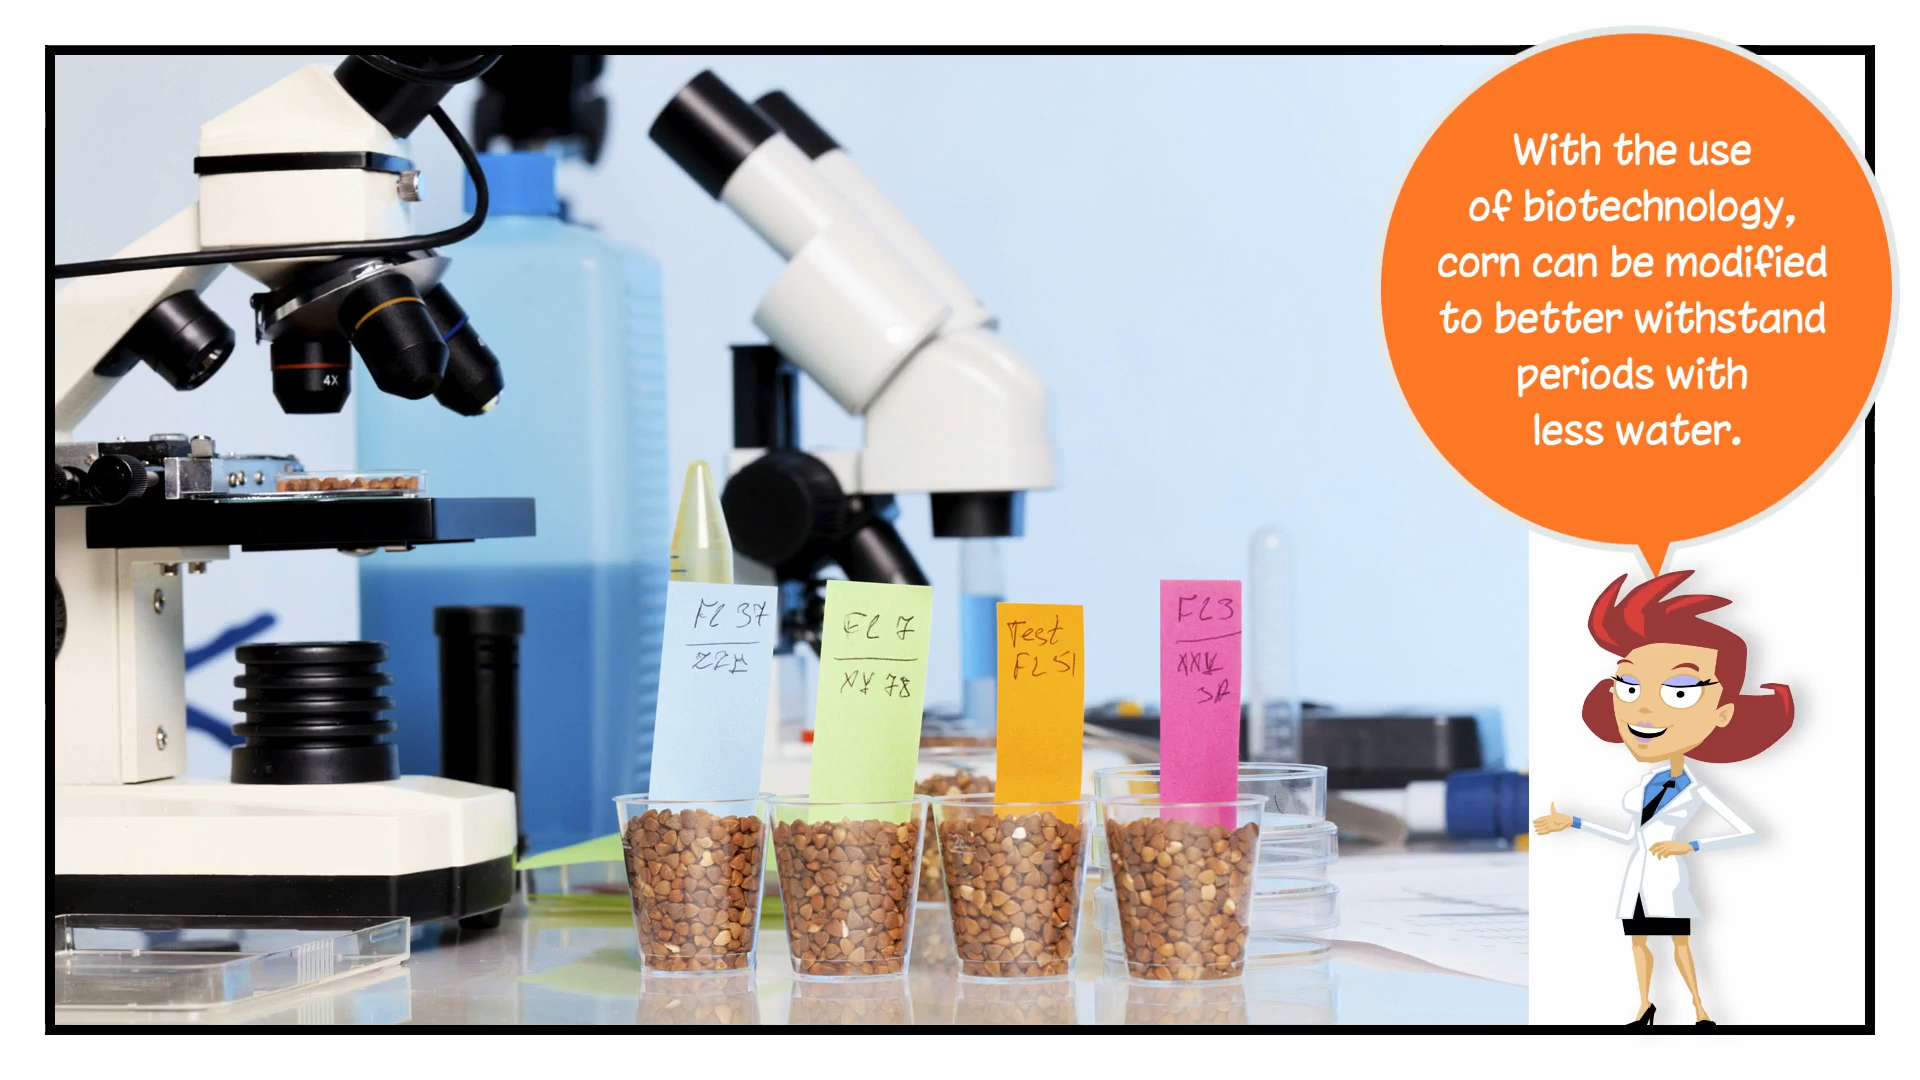 With the use
of biotechnology,
corn can be modified
to better withstand
periods with
less water.
4X
FL 37
FL 7
XY 78
Test
FL 51
FL3